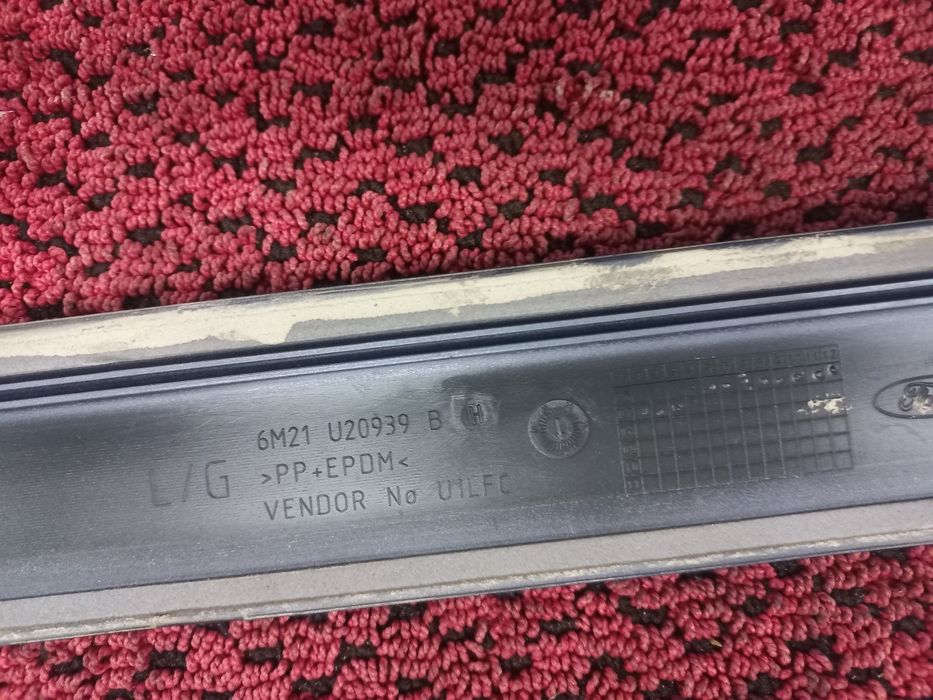 6M21 U20939 B H
L/G
>PP+EPDM<
VENDOR No U1LFC